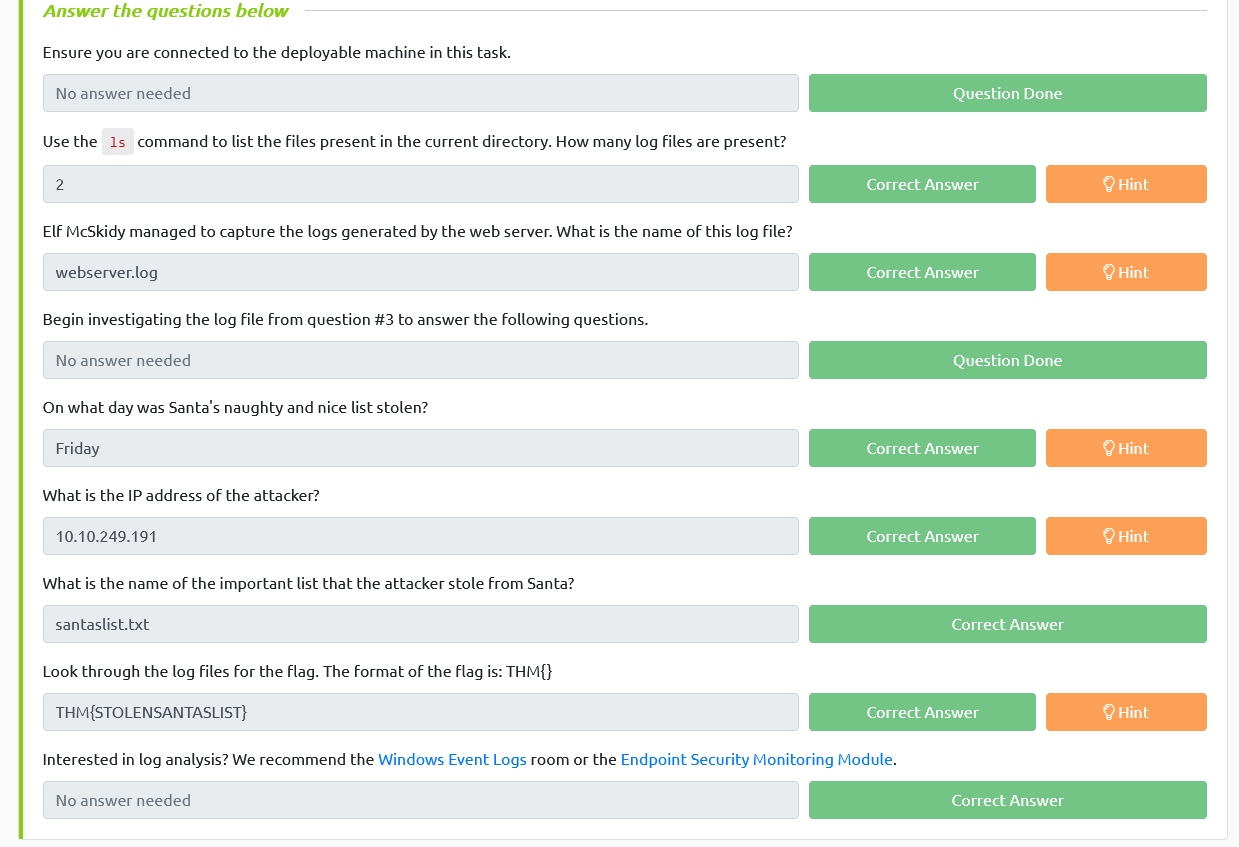 Answer the questions below
Ensure you are connected to the deployable machine in this task.
No answer needed
Question Done
Use the ls command to list the files present in the current directory. How many log files are present?
2
Correct Answer
Hint
Elf McSkidy managed to capture the logs generated by the web server. What is the name of this log file?
webserver.log
Correct Answer
Hint
Begin investigating the log file from question #3 to answer the following questions.
No answer needed
Question Done
On what day was Santa's naughty and nice list stolen?
Friday
Correct Answer
Hint
What is the IP address of the attacker?
10.10.249.191
Correct Answer
Hint
What is the name of the important list that the attacker stole from Santa?
santaslist.txt
Correct Answer
Look through the log files for the flag. The format of the flag is: THM{}
THM{STOLENSANTASLIST}
Correct Answer
Hint
Interested in log analysis? We recommend the Windows Event Logs room or the Endpoint Security Monitoring Module.
No answer needed
Correct Answer